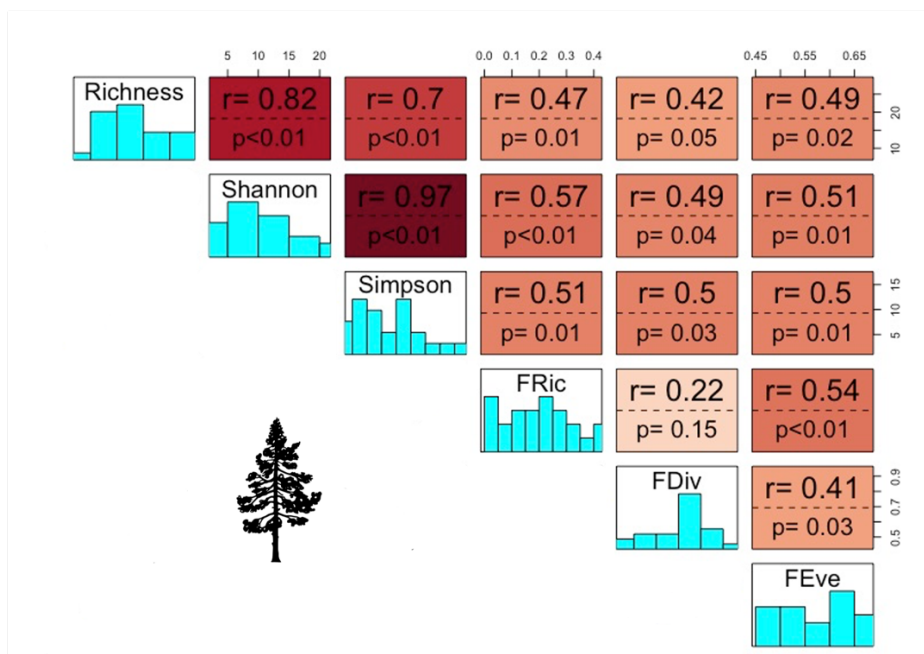 5 10 15 20 0.0 0.1 0.2 0.3 0.4 0.45 0.55 0.65
Richness r= 0.82 r= 0.7 r= 0.47 r= 0.42 r= 0.49 20
p<0.01 p<0.01 p= 0.01 p= 0.05 p= 0.02 10
Shannon r= 0.97 r= 0.57 r= 0.49 r= 0.51
p<0.01 p<0.01 p= 0.04 p= 0.01
Simpson r= 0.51 r= 0.5 r= 0.5 15
10
p= 0.01 p= 0.03 p= 0.01 5
FRic r= 0.22 r= 0.54
p= 0.15 p<0.01
FDiv r= 0.41 0.9
0.7
p= 0.03 0.5
FEve